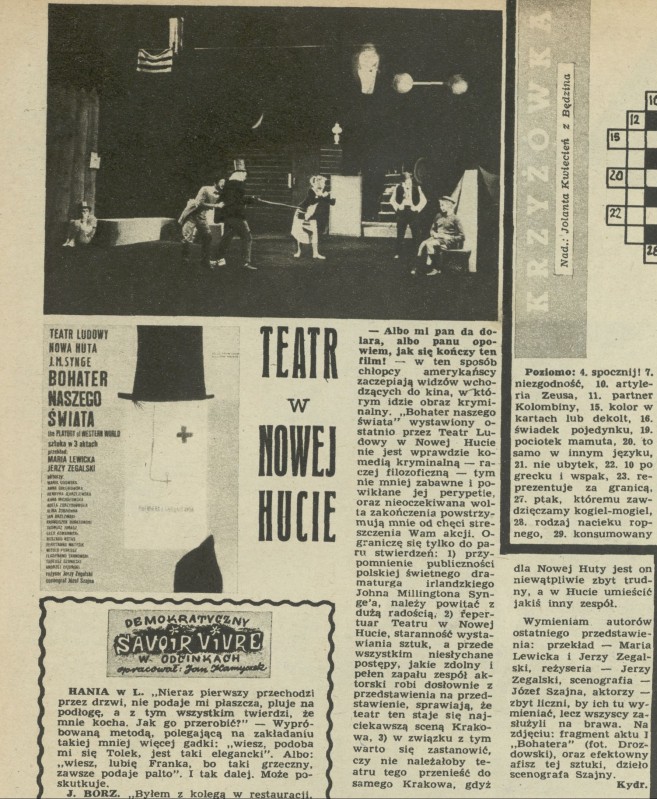 TEATR LUDOWY
NOWA HUTA
J.M.SYNGE
BOHATER
NASZEGO
ŚWIATA
the PLAYBOY of WESTERN WORLD
sztuka w 3 aktach
przekład:
MARIA LEWICKA
JERZY ZEGALSKI
reżyseria Jerzy Zegalski
scenograf Józef Szajna
TEATR
W
NOWEJ
HUCIE
— Albo mi pan da do-
lara, albo panu opo-
wiem, jak się kończy ten
film! — w ten sposób
chłopcy amerykańscy
zaczepiają widzów wcho-
dzących do kina, w któ-
rym idzie obraz krymi-
nalny. „Bohater naszego
świata" wystawiony o-
statnio przez Teatr Lu-
dowy w Nowej Hucie
nie jest wprawdzie ko-
medią kryminalną — ra-
czej filozoficzną — tym
nie mniej zabawne i po-
wikłane jej perypetie,
oraz nieoczekiwana wol-
ta zakończenia powstrzy-
mują mnie od chęci stre-
szczenia Wam akcji. O-
graniczę się tylko do pa-
ru stwierdzeń: 1) przy-
pomnienie publiczności
polskiej świetnego dra-
maturga irlandzkiego
Johna Millingtona Syn-
ge'a, należy powitać z
dużą radością, 2) reper-
tuar Teatru w Nowej
Hucie, staranność wysta-
wiania sztuk, a przede
wszystkim niesłychane
postępy, jakie zdolny i
pełen zapału zespół ak-
torski robi dosłownie z
przedstawienia na przed-
stawienie, sprawiają, że
teatr ten staje się naj-
ciekawszą sceną Krako-
wa, 3) w związku z tym
warto się zastanowić,
czy nie należałoby te-
atru tego przenieść do
samego Krakowa, gdyż
dla Nowej Huty jest on
niewątpliwie zbyt trud-
ny, a w Hucie umieścić
jakiś inny zespół.
Wymieniam autorów
ostatniego przedstawie-
nia: przekład — Maria
Lewicka i Jerzy Zegal-
ski, reżyseria — Jerzy
Zegalski, scenografia —
Józef Szajna, aktorzy —
zbyt liczni, by ich tu wy-
mieniać, lecz wszyscy za-
służyli na brawa. Na
zdjęciu: fragment aktu I
„Bohatera" (fot. Droz-
dowski), oraz efektowny
afisz tej sztuki, dzieło
scenografa Szajny.
Kydr.
DEMOKRATYCZNY
SAVOIR VIVRE
W ODCINKACH
opracował: Jan Kamyczek
HANIA w Ł. „Nieraz pierwszy przechodzi
przez drzwi, nie podaje mi płaszcza, pluje na
podłogę, a z tym wszystkim twierdzi, że
mnie kocha. Jak go przerobić?" — Wypró-
bowaną metodą, polegającą na zakładaniu
takiej mniej więcej gadki: „wiesz, podoba
mi się Tolek, jest taki elegancki". Albo:
„wiesz, lubię Franka, bo taki grzeczny,
zawsze podaje palto". I tak dalej. Może po-
skutkuje.
J. BORZ. „Byłem z kolegą w restauracji,
KRZYŻÓWKA
Nad.: Jolanta Kwiecień z Będzina
10
12
15
20
22
28
Poziomo: 4. spocznij! 7.
niezgodność, 10. artyle-
ria Zeusa, 11. partner
Kolombiny, 15. kolor w
kartach lub dekolt, 16.
świadek pojedynku, 19.
pociotek mamuta, 20. to
samo w innym języku,
21. nie ubytek, 22. 10 po
grecku i wspak, 23. re-
prezentuje za granicą,
27. ptak, któremu zaw-
dzięczamy kogiel-mogiel,
28. rodzaj nacieku rop-
nego, 29. konsumowany